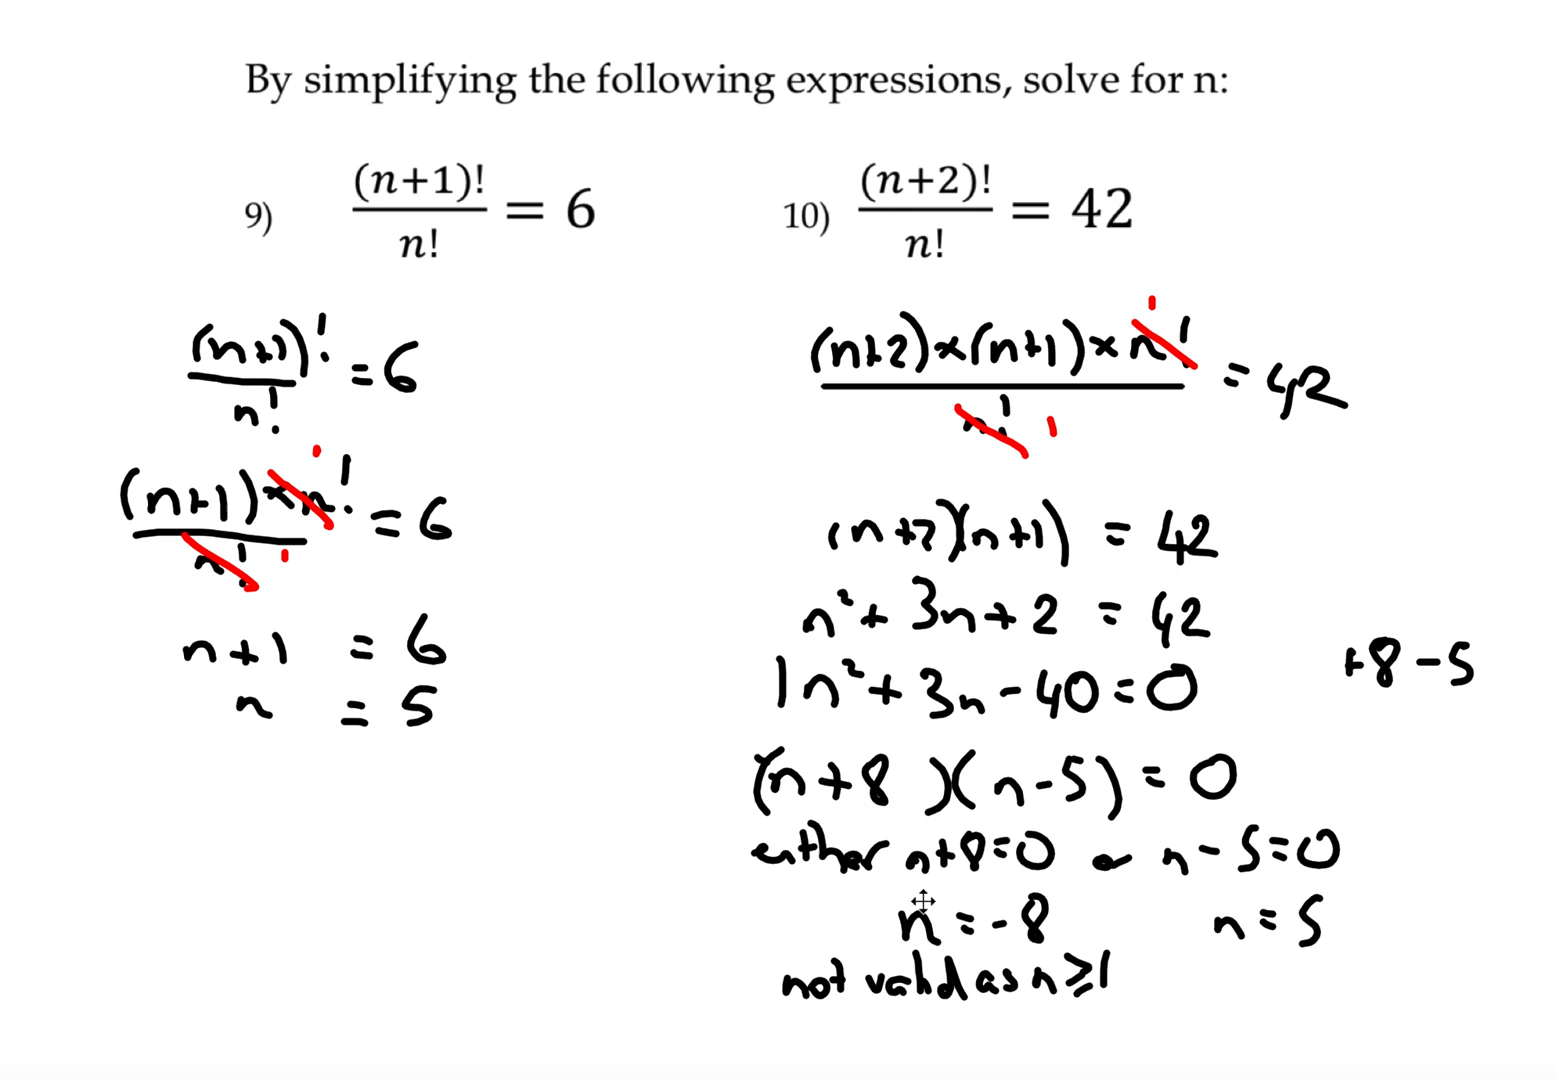 By simplifying the following expressions, solve for n:
9) (n+1)!/n! = 6
10) (n+2)!/n! = 42
(n+1)!/n! = 6
(n+1)×n!/n! = 6
n+1 = 6
n = 5
(n+2)×(n+1)×n!/n! = 42
(n+2)(n+1) = 42
n²+3n+2 = 42
1n²+3n-40=0
+8-5
(n+8)(n-5)=0
either n+8=0 or n-5=0
n=-8 n=5
not valid as n≥1